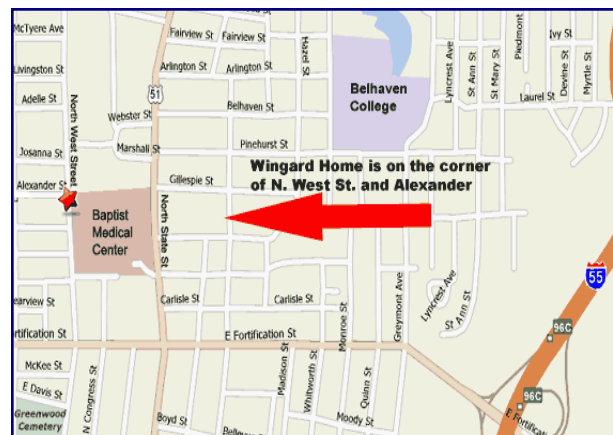 McTyere Ave
Fairview St
Fairview St
Hazel St
Piedmont
Ivy St
Livingston St
Arlington St
Arlington St
Lyncrest Ave
St Ann St
St Mary St
Devine St
Myrtle St
Adelle St
51
Belhaven
College
Laurel St
North West Street
Webster St
Belhaven St
Josanna St
Marshall St
Pinehurst St
Wingard Home is on the corner
of N. West St. and Alexander
Alexander St
Gillespie St
Baptist
Medical
Center
North State St
55
Lyncrest Ave
St Ann St
Greymont Ave
earview St
Carlisle St
Carlisle St
Monroe St
96C
ortification St
E Fortification St
McKee St
E Davis St
N Congress St
Madison St
Whitworth St
Quinn St
96C
Greenwood
Cemetery
Boyd St
Moody St
E Fortification